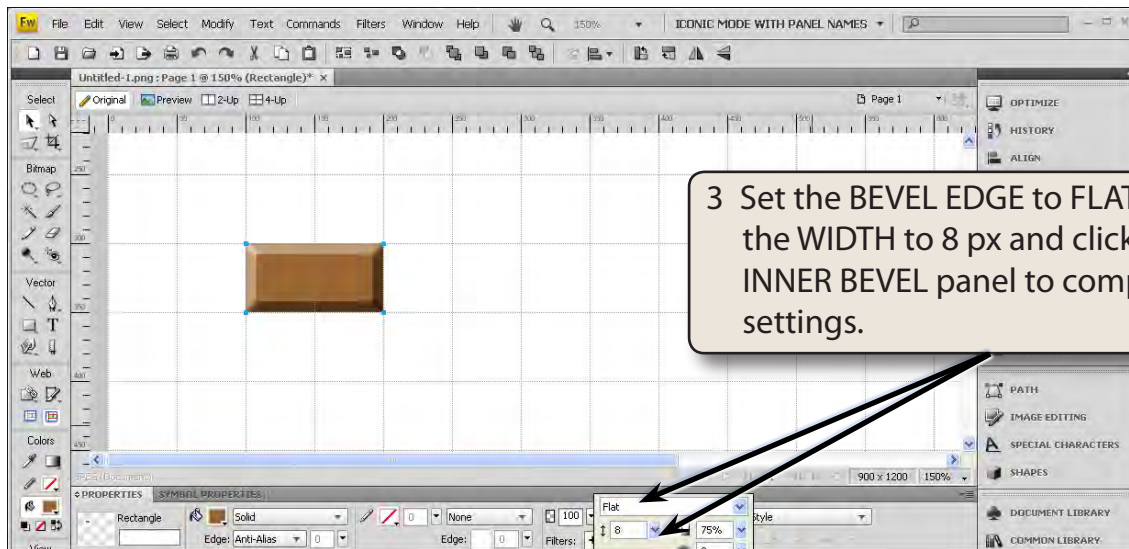 Fw File Edit View Select Modify Text Commands Filters Window Help 150% ICONIC MODE WITH PANEL NAMES
Untitled-1.png : Page 1 @ 150% (Rectangle)* ×
Select
Original Preview 2-Up 4-Up Page 1
OPTIMIZE
HISTORY
ALIGN
Bitmap
3 Set the BEVEL EDGE to FLAT
the WIDTH to 8 px and click
INNER BEVEL panel to comp
settings.
Vector
Web
PATH
IMAGE EDITING
Colors
SPECIAL CHARACTERS
900 x 1200 150%
SHAPES
PROPERTIES SYMBOL PROPERTIES
Rectangle Solid 0 None 100 Flat Style
DOCUMENT LIBRARY
Edge: Anti-Alias 0 Edge: 0 Filters: 8 75%
COMMON LIBRARY
View